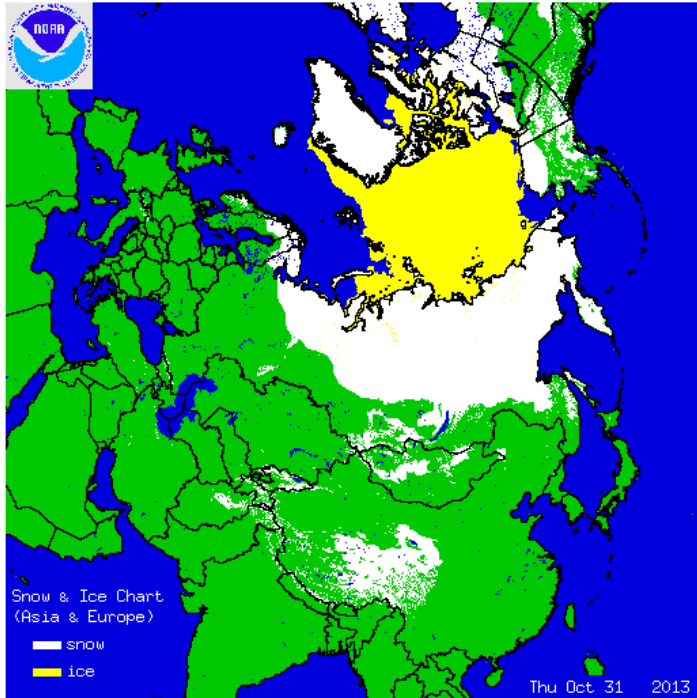 NOAA
Snow & Ice Chart
(Asia & Europe)
snow
ice
Thu Oct 31 2013